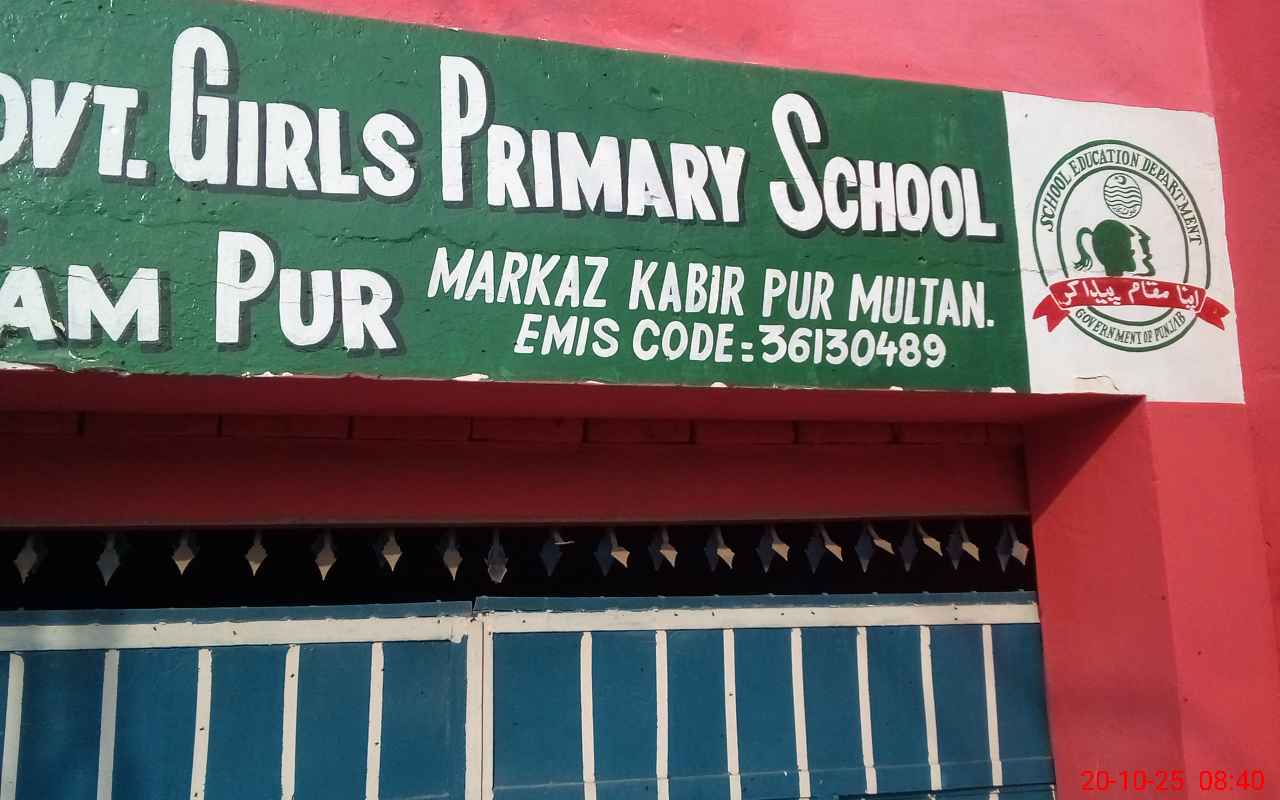 OVT. GIRLS PRIMARY SCHOOL
AM PUR
MARKAZ KABIR PUR MULTAN.
EMIS CODE=36130489
SCHOOL EDUCATION DEPARTMENT
اپنا مقام پیدا کر
GOVERNMENT OF PUNJAB
20-10-25 08:40